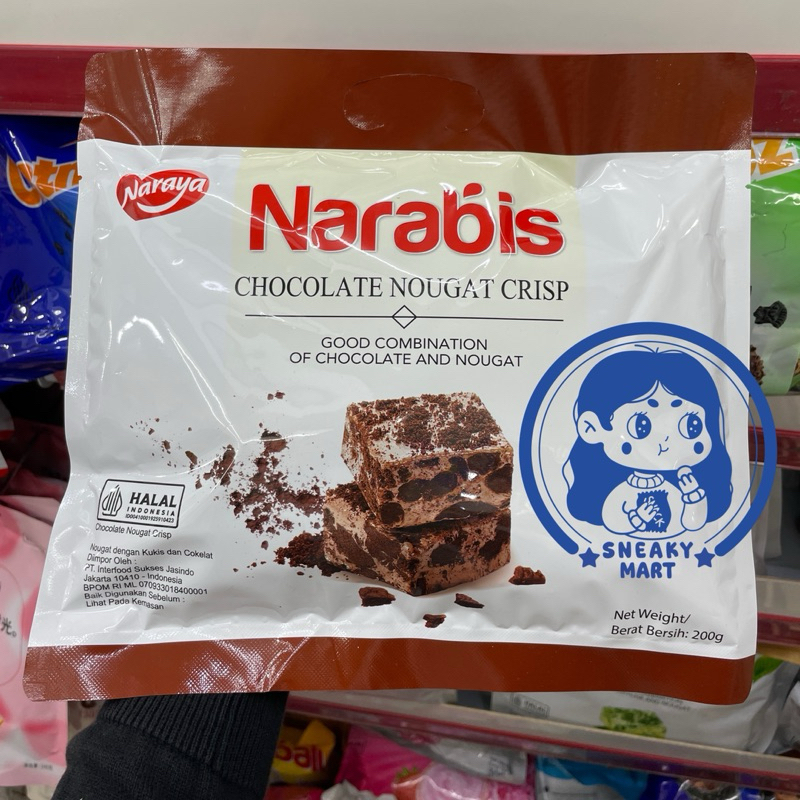 Naraya
Narabis
CHOCOLATE NOUGAT CRISP
GOOD COMBINATION
OF CHOCOLATE AND NOUGAT
HALAL
INDONESIA
ID00410001925910423
Chocolate Nougat Crisp
Nougat dengan Kukis dan Cokelat
Diimpor Oleh :
PT. Interfood Sukses Jasindo
Jakarta 10410 - Indonesia
BPOM RI ML 070933018400001
Baik Digunakan Sebelum :
Lihat Pada Kemasan
SNEAKY
MART
Net Weight/
Berat Bersih: 200g